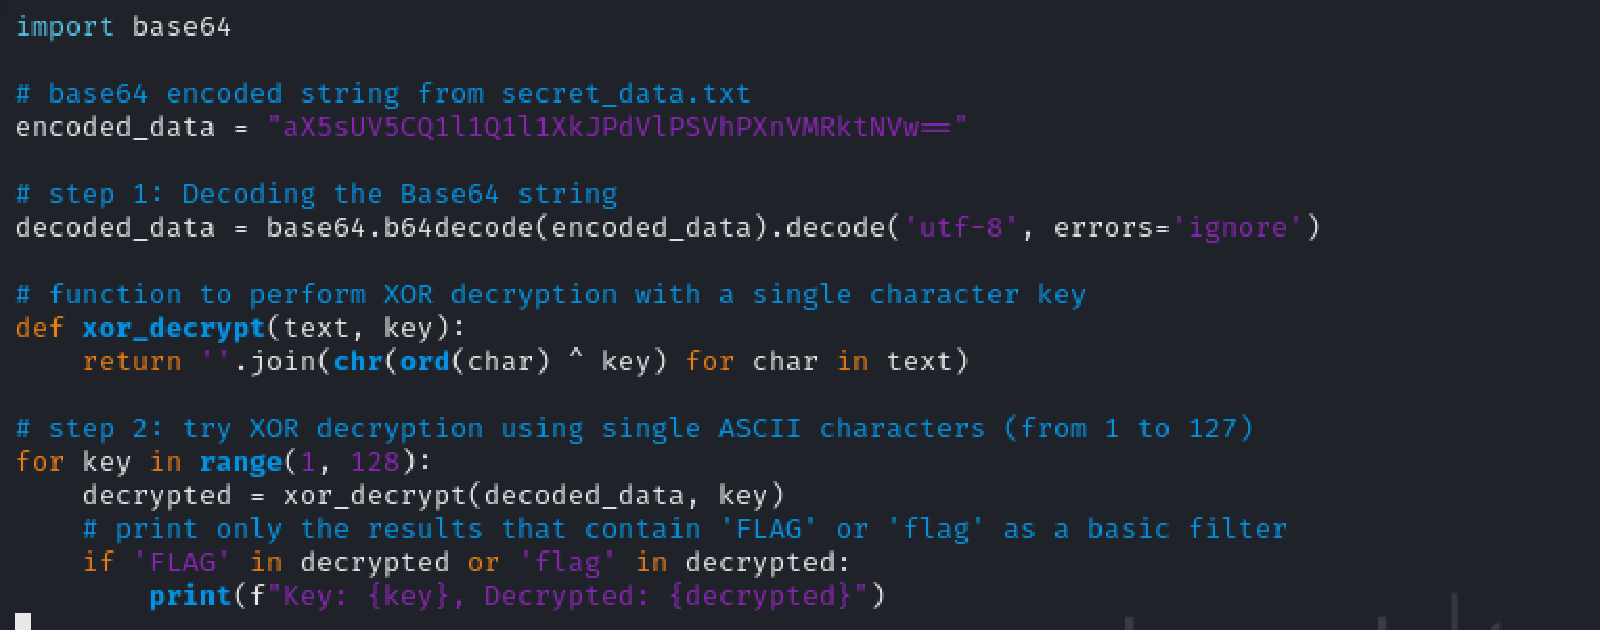 import base64
# base64 encoded string from secret_data.txt
encoded_data = "aX5sUV5CQ1l1Q1l1XkJPdVlPSVhPXnVMRktNVw=="
# step 1: Decoding the Base64 string
decoded_data = base64.b64decode(encoded_data).decode('utf-8', errors='ignore')
# function to perform XOR decryption with a single character key
def xor_decrypt(text, key):
    return ''.join(chr(ord(char) ^ key) for char in text)
# step 2: try XOR decryption using single ASCII characters (from 1 to 127)
for key in range(1, 128):
    decrypted = xor_decrypt(decoded_data, key)
    # print only the results that contain 'FLAG' or 'flag' as a basic filter
    if 'FLAG' in decrypted or 'flag' in decrypted:
        print(f"Key: {key}, Decrypted: {decrypted}")